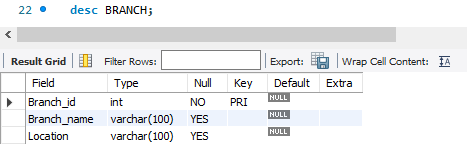 22 desc BRANCH;
Result Grid Filter Rows: Export: Wrap Cell Content: IA
Field Type Null Key Default Extra
Branch_id int NO PRI NULL
Branch_name varchar(100) YES NULL
Location varchar(100) YES NULL